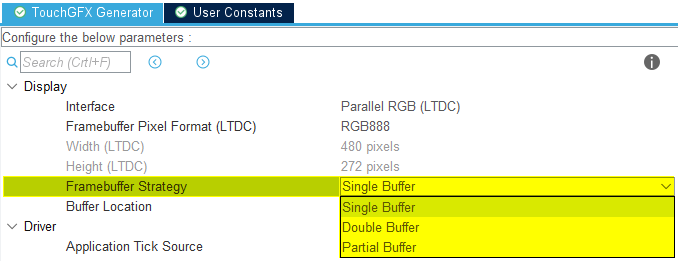 TouchGFX Generator
User Constants
Configure the below parameters :
Search (Crtl+F)
Display
Interface Parallel RGB (LTDC)
Framebuffer Pixel Format (LTDC) RGB888
Width (LTDC) 480 pixels
Height (LTDC) 272 pixels
Framebuffer Strategy Single Buffer
Buffer Location Single Buffer
Double Buffer
Driver
Application Tick Source Partial Buffer